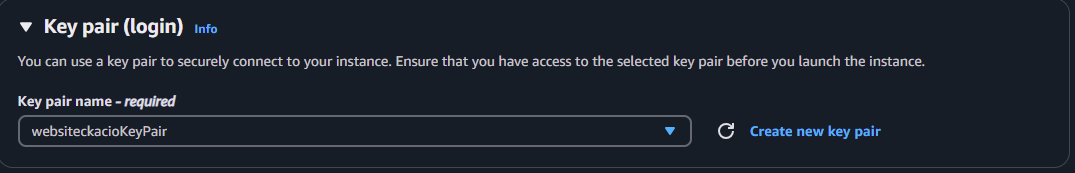 Key pair (login) Info
You can use a key pair to securely connect to your instance. Ensure that you have access to the selected key pair before you launch the instance.
Key pair name - required
websiteckacioKeyPair
Create new key pair